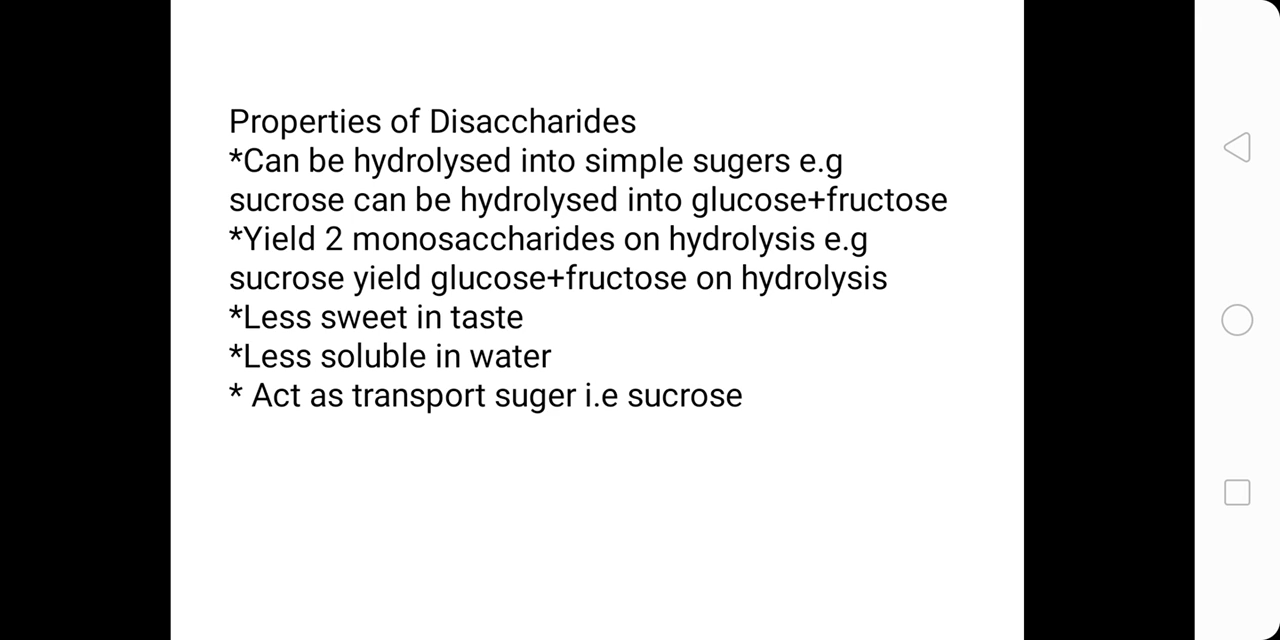 Properties of Disaccharides
*Can be hydrolysed into simple sugers e.g
sucrose can be hydrolysed into glucose+fructose
*Yield 2 monosaccharides on hydrolysis e.g
sucrose yield glucose+fructose on hydrolysis
*Less sweet in taste
*Less soluble in water
* Act as transport suger i.e sucrose